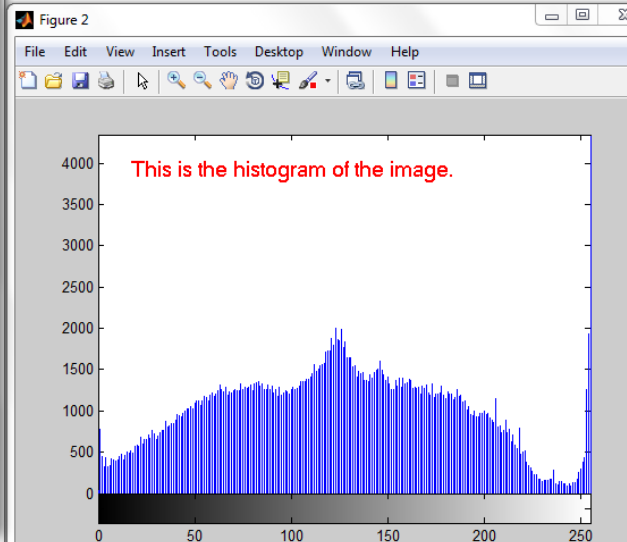 Figure 2
File Edit View Insert Tools Desktop Window Help
This is the histogram of the image.
4000
3500
3000
2500
2000
1500
1000
500
0
0 50 100 150 200 250